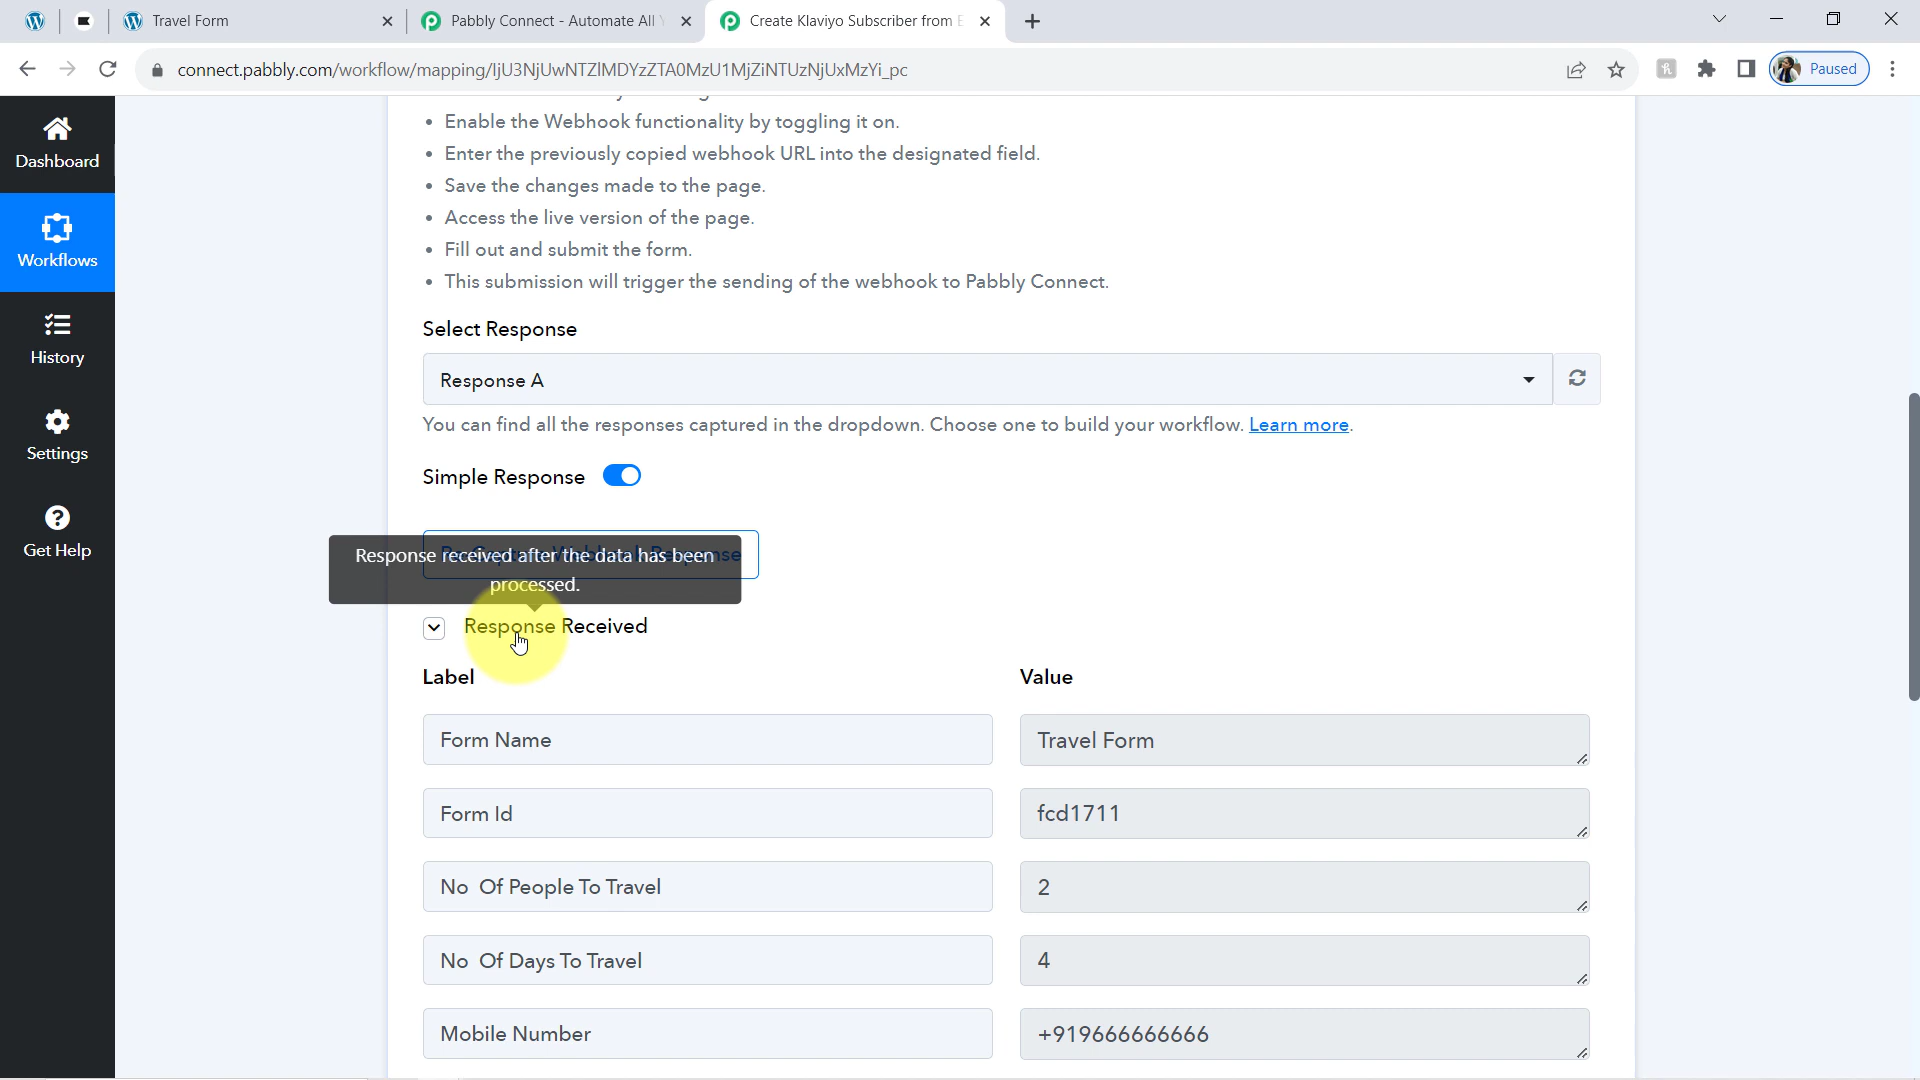 Travel Form
Pabbly Connect - Automate All
Create Klaviyo Subscriber from E
connect.pabbly.com/workflow/mapping/IjU3NjUwNTZlMDYzZTA0MzU1MjZiNTUzNjUxMzYi_pc
Paused
Dashboard
Workflows
History
Settings
Get Help
• Enable the Webhook functionality by toggling it on.
• Enter the previously copied webhook URL into the designated field.
• Save the changes made to the page.
• Access the live version of the page.
• Fill out and submit the form.
• This submission will trigger the sending of the webhook to Pabbly Connect.
Select Response
Response A
You can find all the responses captured in the dropdown. Choose one to build your workflow. Learn more.
Simple Response
Response received after the data has been
processed.
Response Received
Label Value
Form Name Travel Form
Form Id fcd1711
No Of People To Travel 2
No Of Days To Travel 4
Mobile Number +919666666666